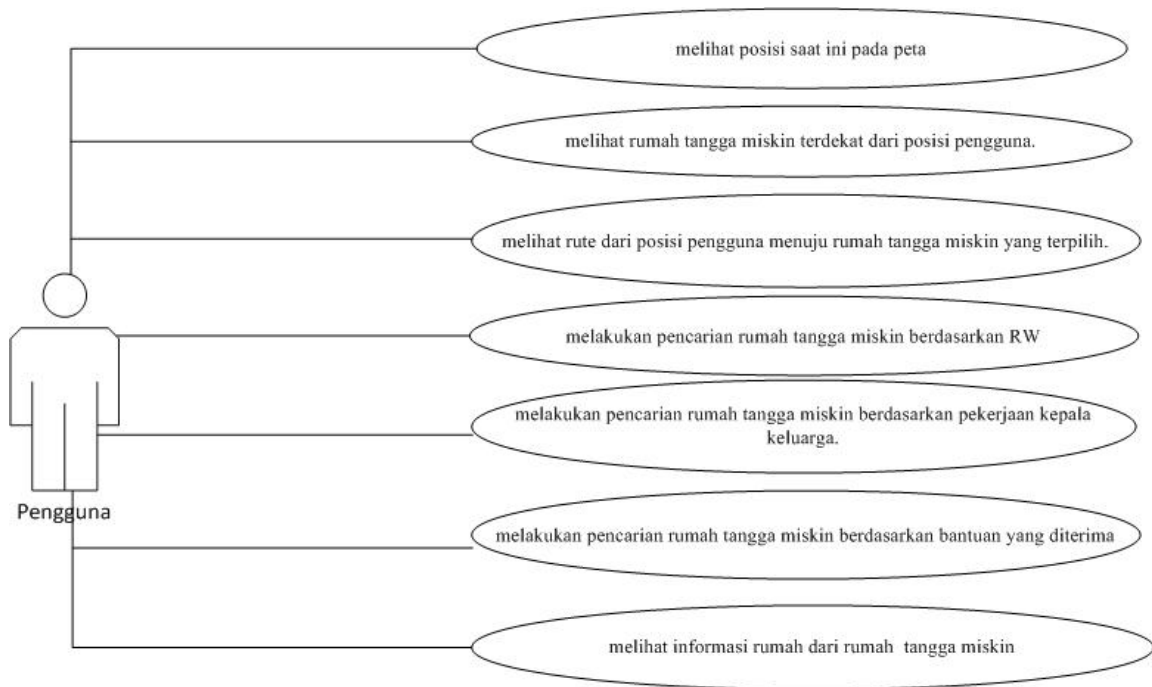 melihat posisi saat ini pada peta
melihat rumah tangga miskin terdekat dari posisi pengguna.
melihat rute dari posisi pengguna menuju rumah tangga miskin yang terpilih.
melakukan pencarian rumah tangga miskin berdasarkan RW
melakukan pencarian rumah tangga miskin berdasarkan pekerjaan kepala
keluarga.
Pengguna
melakukan pencarian rumah tangga miskin berdasarkan bantuan yang diterima
melihat informasi rumah dari rumah tangga miskin